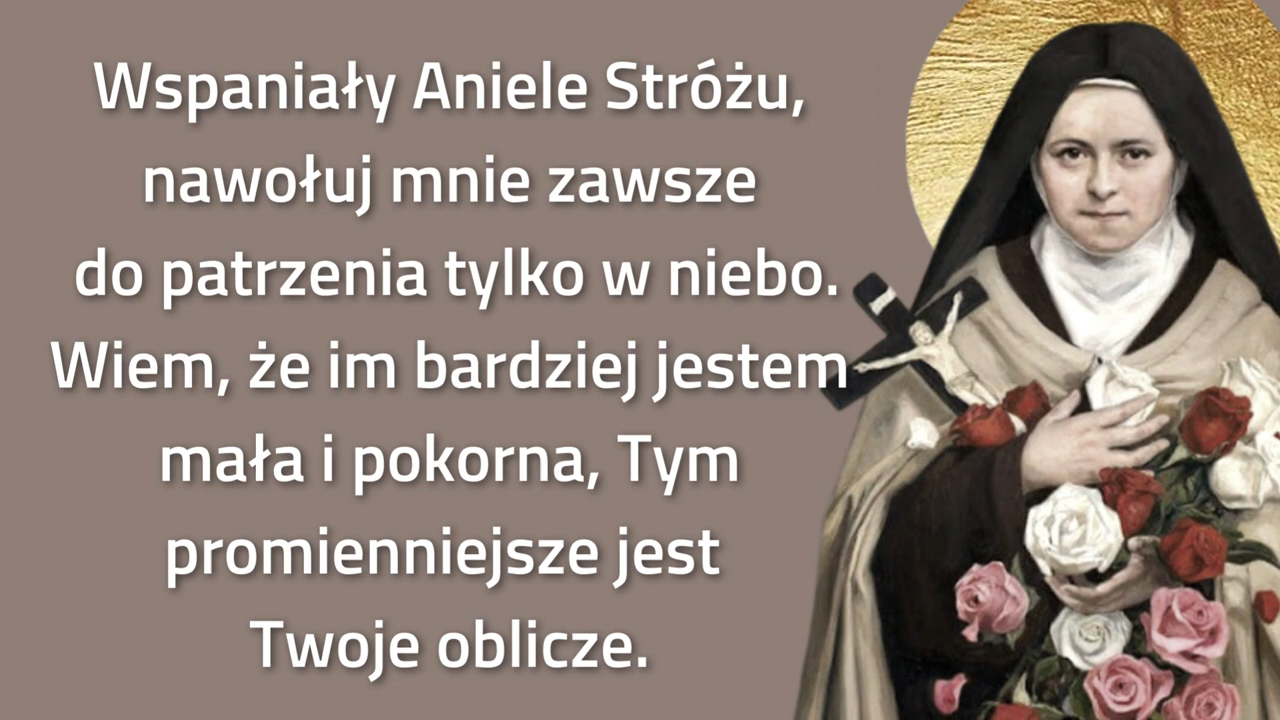 Wspaniały Aniele Stróżu,
nawołuj mnie zawsze
do patrzenia tylko w niebo.
Wiem, że im bardziej jestem
mała i pokorna, Tym
promienniejsze jest
Twoje oblicze.